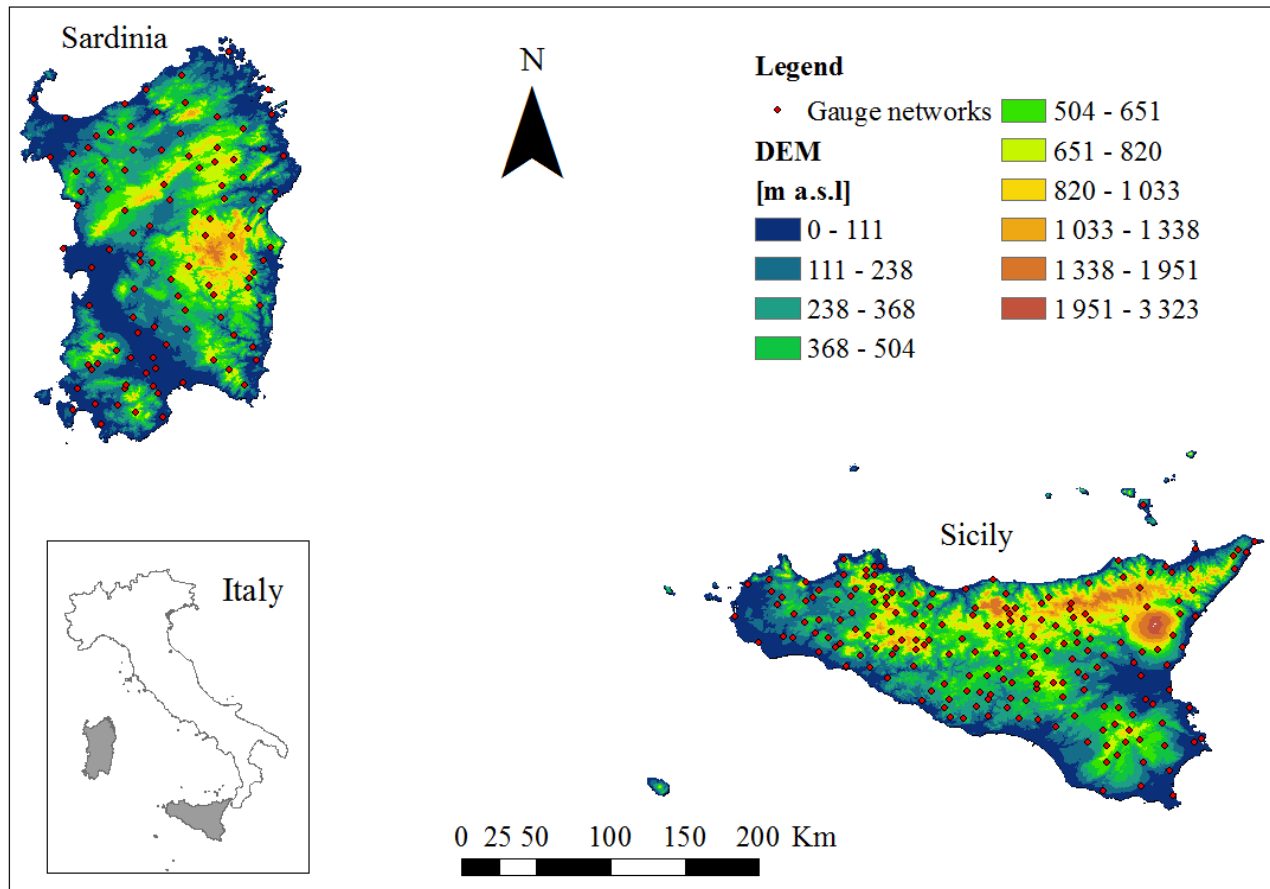 Sardinia
N
Legend
Gauge networks
DEM
[m a.s.l]
0 - 111
111 - 238
238 - 368
368 - 504
504 - 651
651 - 820
820 - 1 033
1 033 - 1 338
1 338 - 1 951
1 951 - 3 323
Sicily
Italy
0 25 50 100 150 200 Km